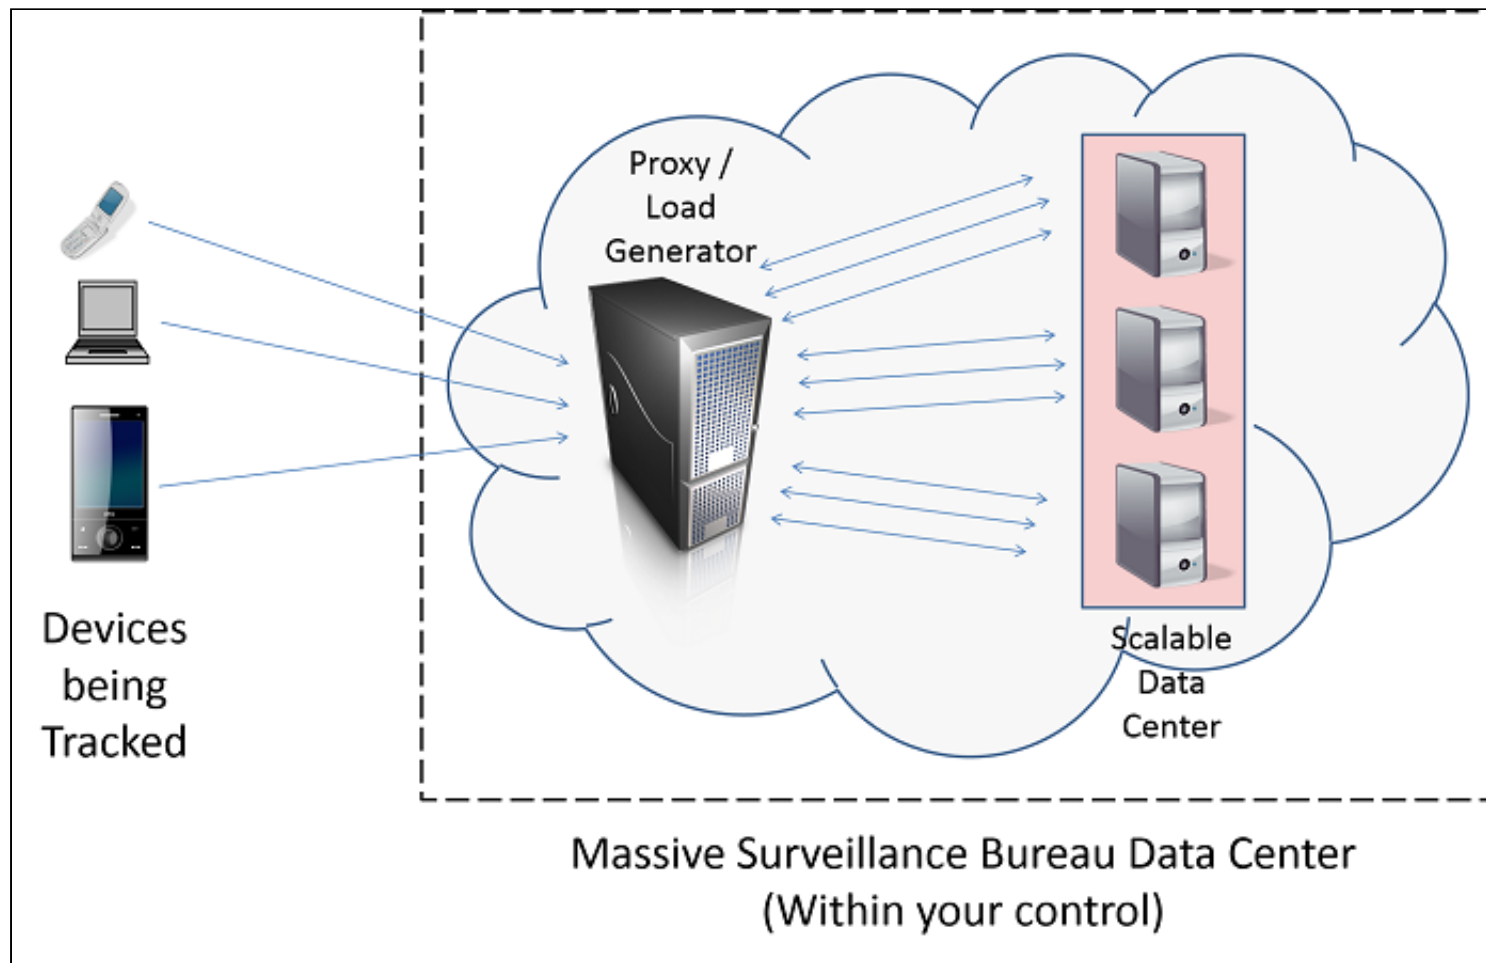 Proxy /
Load
Generator
Devices
being
Tracked
Scalable
Data
Center
Massive Surveillance Bureau Data Center
(Within your control)